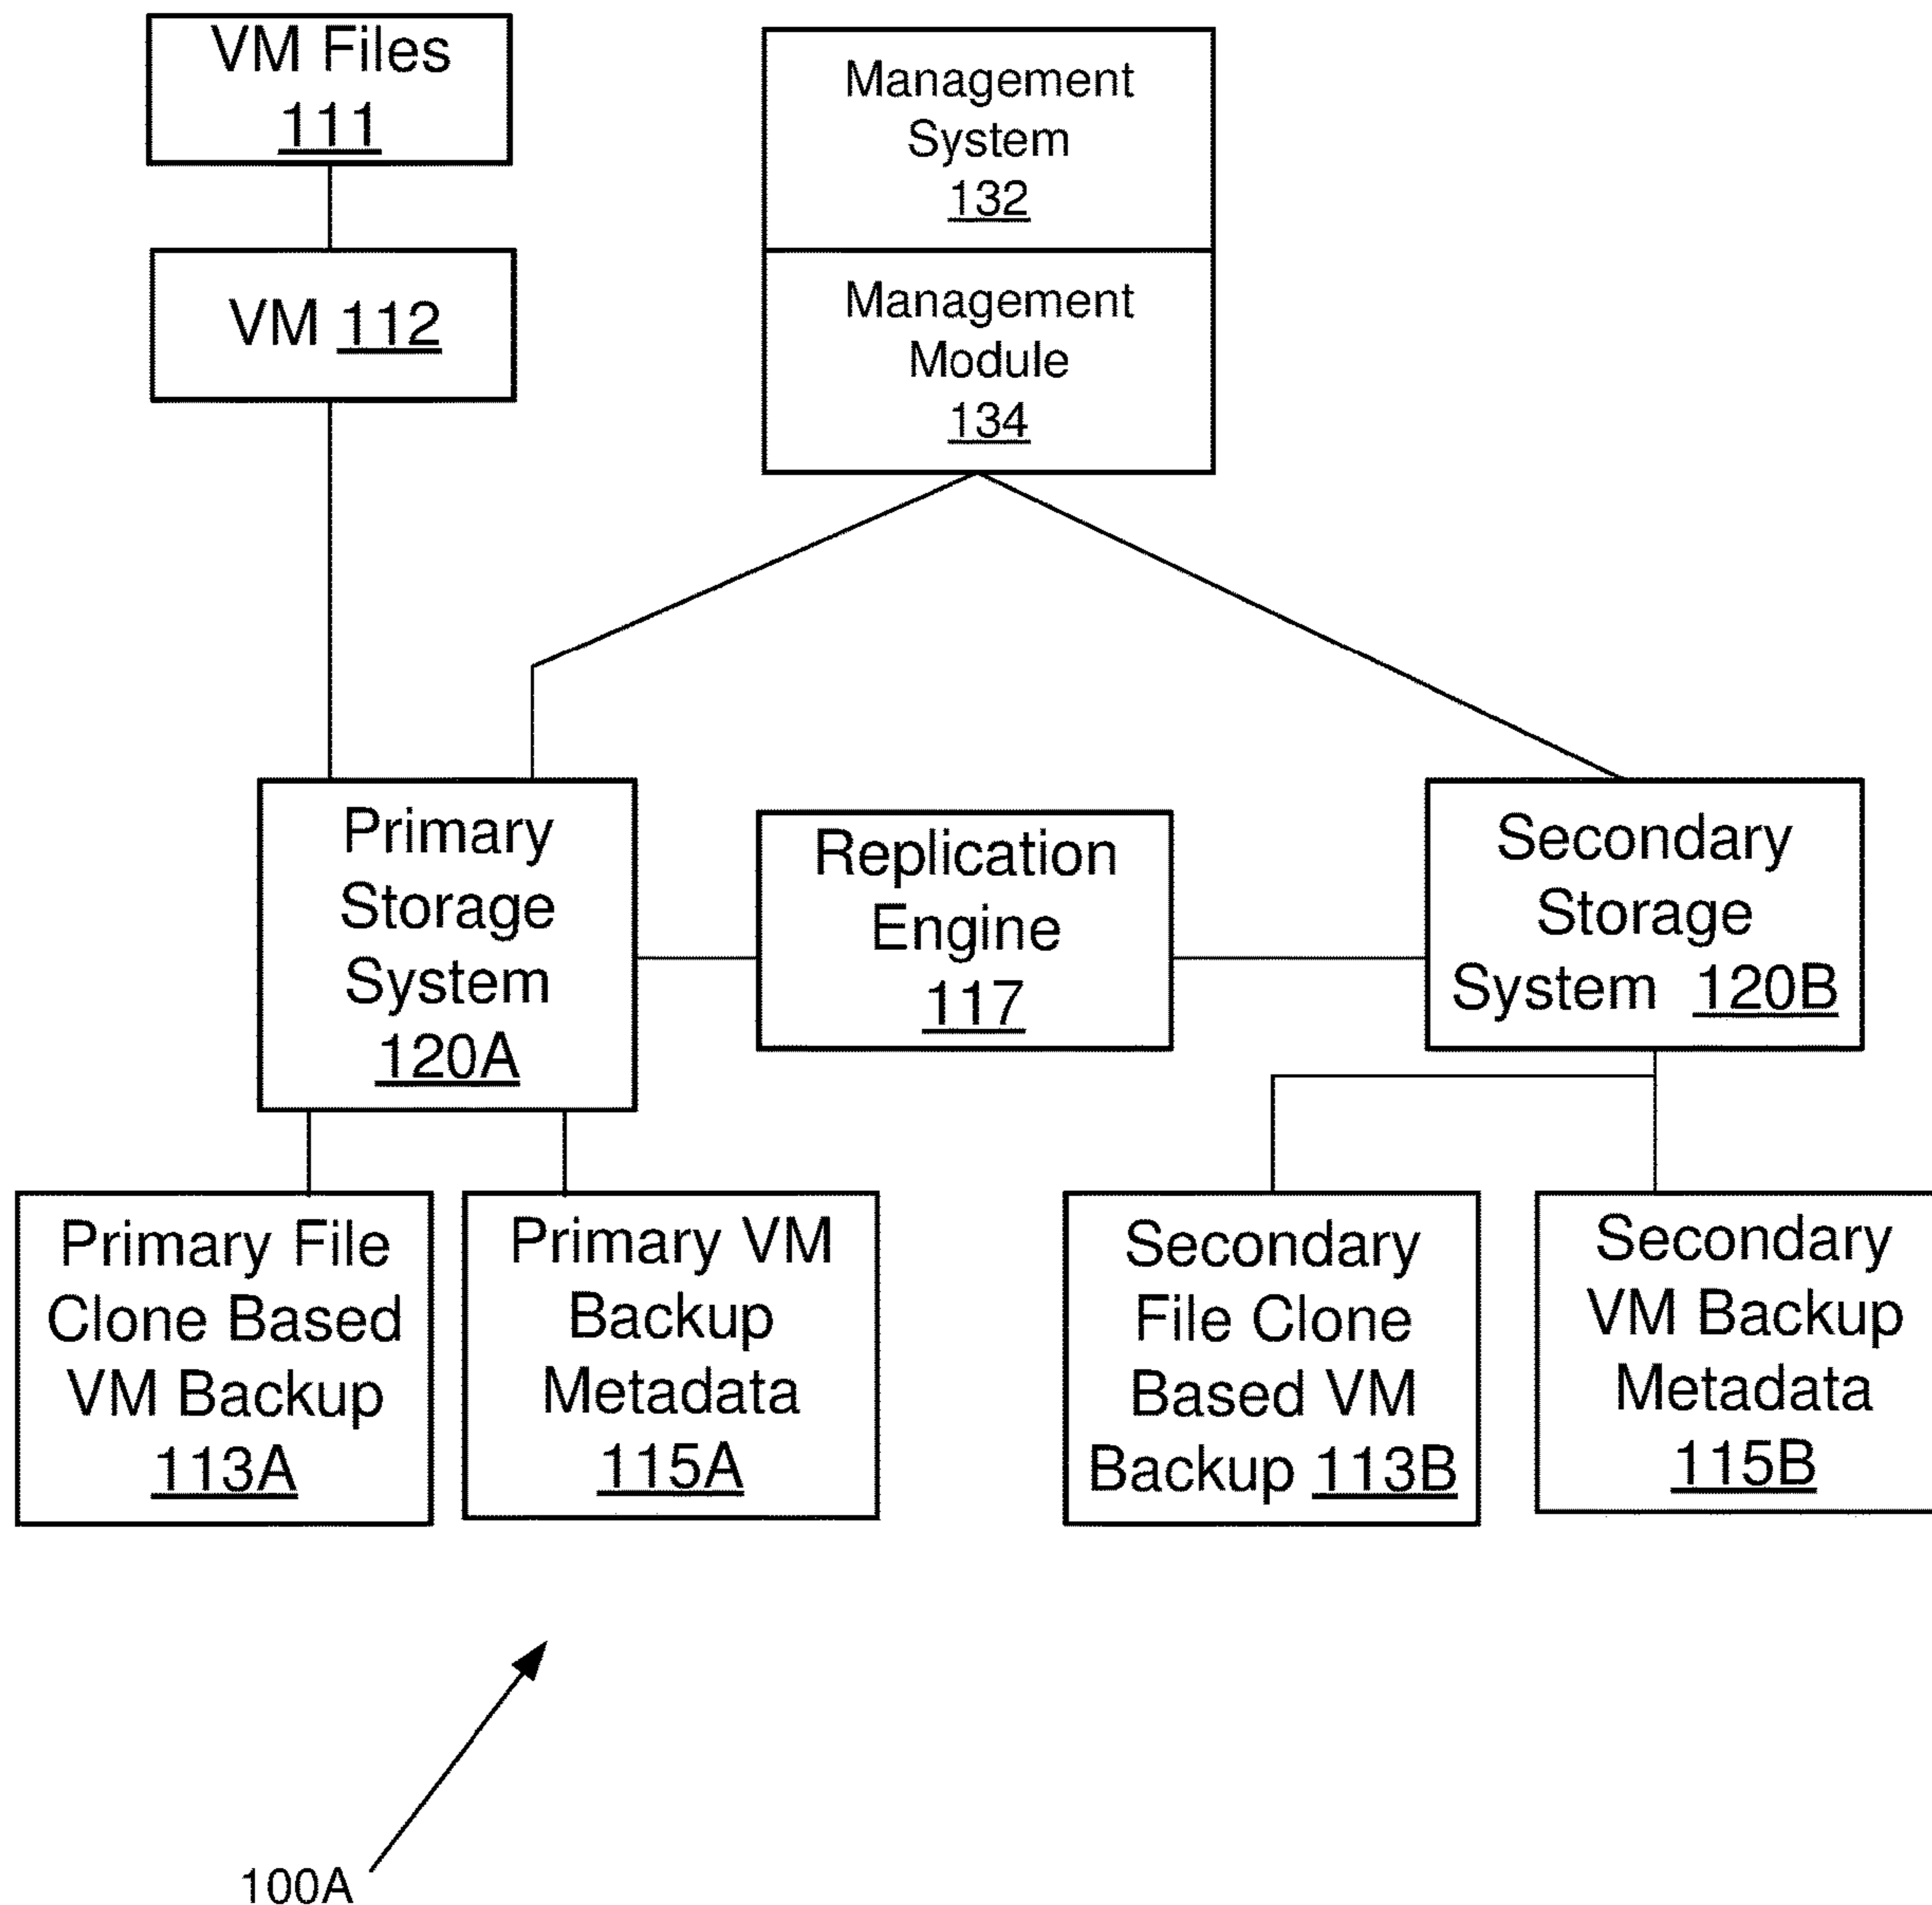 VM Files
111
VM 112
Management
System
132
Management
Module
134
Primary
Storage
System
120A
Replication
Engine
117
Secondary
Storage
System 120B
Primary File
Clone Based
VM Backup
113A
Primary VM
Backup
Metadata
115A
Secondary
File Clone
Based VM
Backup 113B
Secondary
VM Backup
Metadata
115B
100A